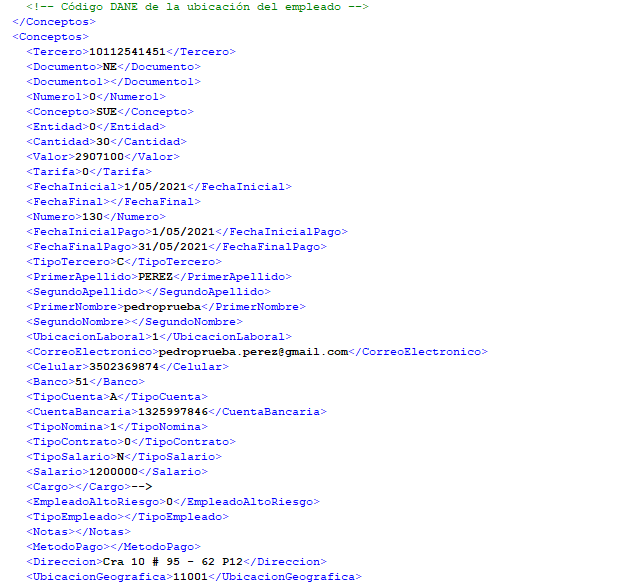 <!-- Código DANE de la ubicación del empleado -->
</Conceptos>
<Conceptos>
<Tercero>10112541451</Tercero>
<Documento>NE</Documento>
<Documento1></Documento1>
<Numero1>0</Numero1>
<Concepto>SUE</Concepto>
<Entidad>0</Entidad>
<Cantidad>30</Cantidad>
<Valor>2907100</Valor>
<Tarifa>0</Tarifa>
<FechaInicial>1/05/2021</FechaInicial>
<FechaFinal></FechaFinal>
<Numero>130</Numero>
<FechaInicialPago>1/05/2021</FechaInicialPago>
<FechaFinalPago>31/05/2021</FechaFinalPago>
<TipoTercero>C</TipoTercero>
<PrimerApellido>PEREZ</PrimerApellido>
<SegundoApellido></SegundoApellido>
<PrimerNombre>pedroprueba</PrimerNombre>
<SegundoNombre></SegundoNombre>
<UbicacionLaboral>1</UbicacionLaboral>
<CorreoElectronico>pedroprueba.perez@gmail.com</CorreoElectronico>
<Celular>3502369874</Celular>
<Banco>51</Banco>
<TipoCuenta>A</TipoCuenta>
<CuentaBancaria>1325997846</CuentaBancaria>
<TipoNomina>1</TipoNomina>
<TipoContrato>0</TipoContrato>
<TipoSalario>N</TipoSalario>
<Salario>1200000</Salario>
<Cargo></Cargo>-->
<EmpleadoAltoRiesgo>0</EmpleadoAltoRiesgo>
<TipoEmpleado></TipoEmpleado>
<Notas></Notas>
<MetodoPago></MetodoPago>
<Direccion>Cra 10 # 95 - 62 P12</Direccion>
<UbicacionGeografica>11001</UbicacionGeografica>